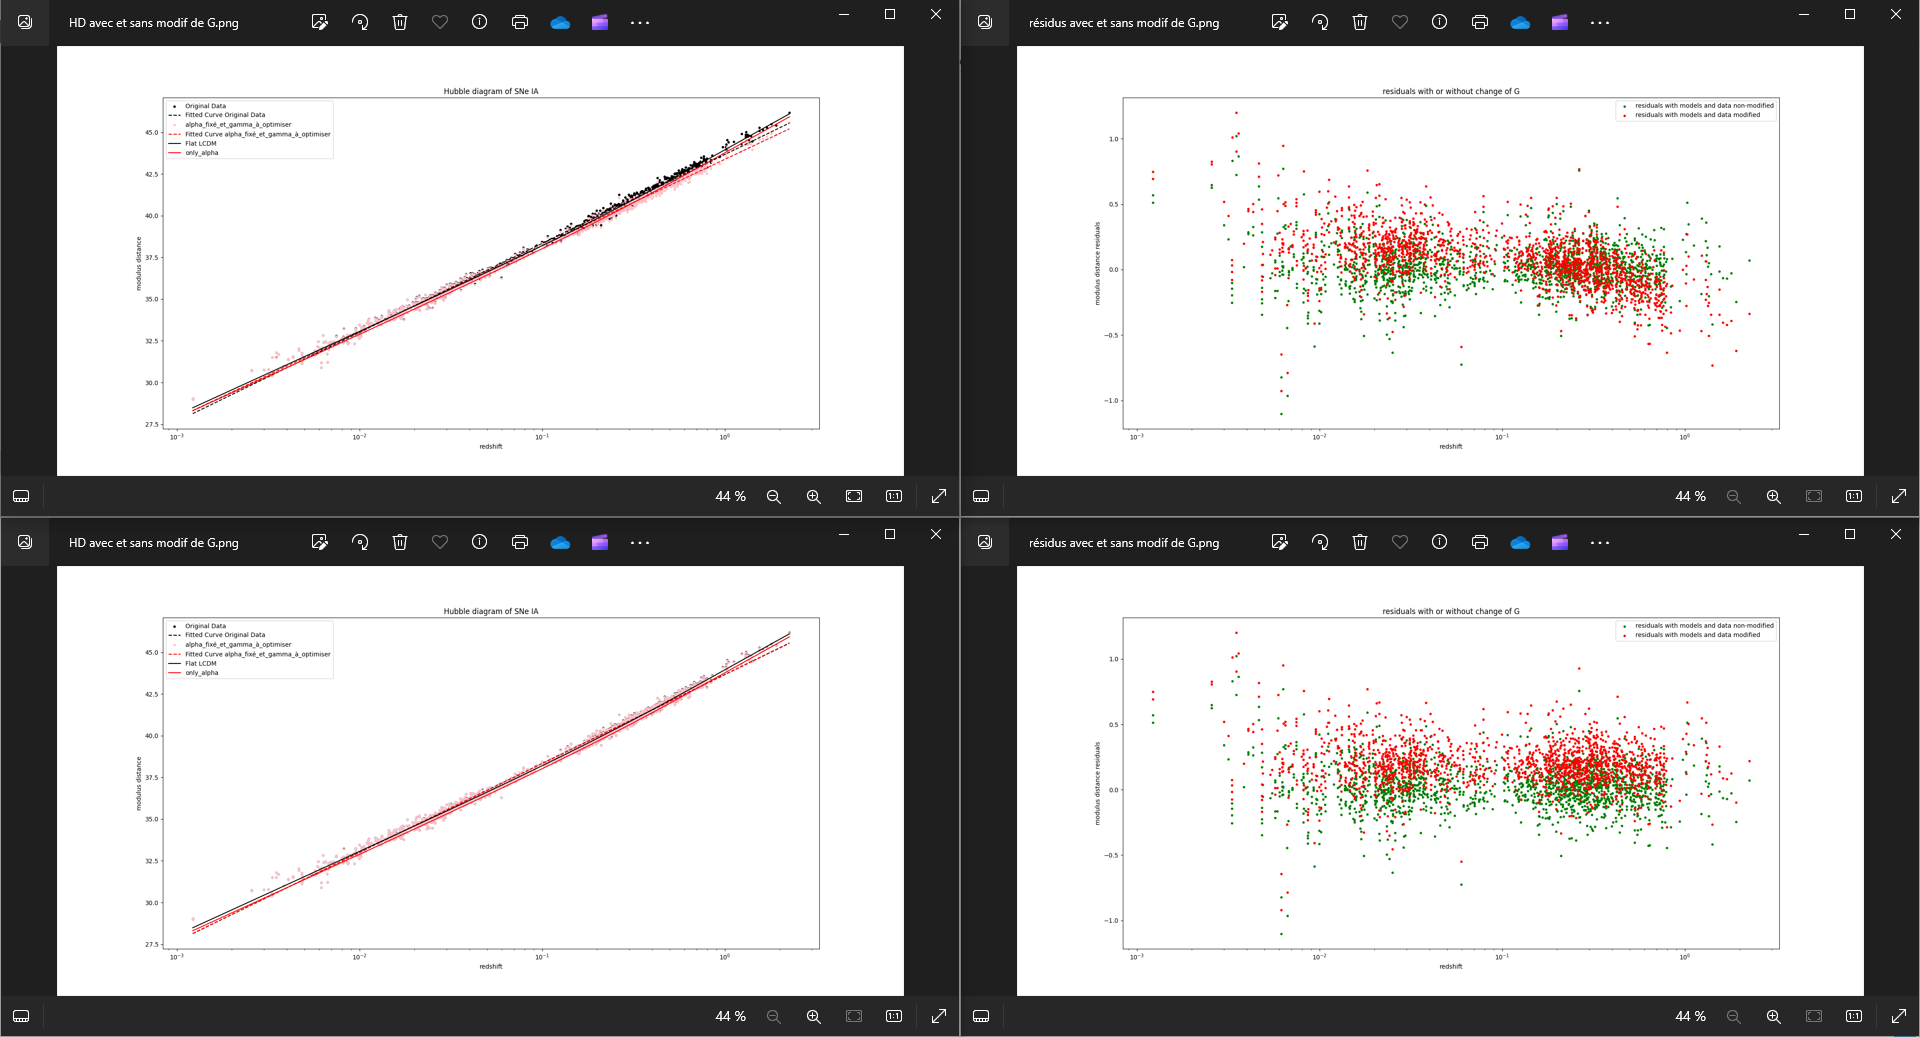 HD avec et sans modif de G.png
Hubble diagram of SNe IA
Original Data
Fitted Curve Original Data
alpha_fixé_et_gamma_à_optimiser
Fitted Curve alpha_fixé_et_gamma_à_optimiser
Flat LCDM
only_alpha
45.0
42.5
40.0
37.5
35.0
32.5
30.0
27.5
modulus distance
10⁻³ 10⁻² 10⁻¹ 10⁰
redshift
44 %
1:1
résidus avec et sans modif de G.png
residuals with or without change of G
residuals with models and data non-modified
residuals with models and data modified
1.0
0.5
0.0
−0.5
−1.0
modulus distance residuals
10⁻³ 10⁻² 10⁻¹ 10⁰
redshift
44 %
1:1
HD avec et sans modif de G.png
Hubble diagram of SNe IA
Original Data
Fitted Curve Original Data
alpha_fixé_et_gamma_à_optimiser
Fitted Curve alpha_fixé_et_gamma_à_optimiser
Flat LCDM
only_alpha
45.0
42.5
40.0
37.5
35.0
32.5
30.0
27.5
modulus distance
10⁻³ 10⁻² 10⁻¹ 10⁰
redshift
44 %
1:1
résidus avec et sans modif de G.png
residuals with or without change of G
residuals with models and data non-modified
residuals with models and data modified
1.0
0.5
0.0
−0.5
−1.0
modulus distance residuals
10⁻³ 10⁻² 10⁻¹ 10⁰
redshift
44 %
1:1